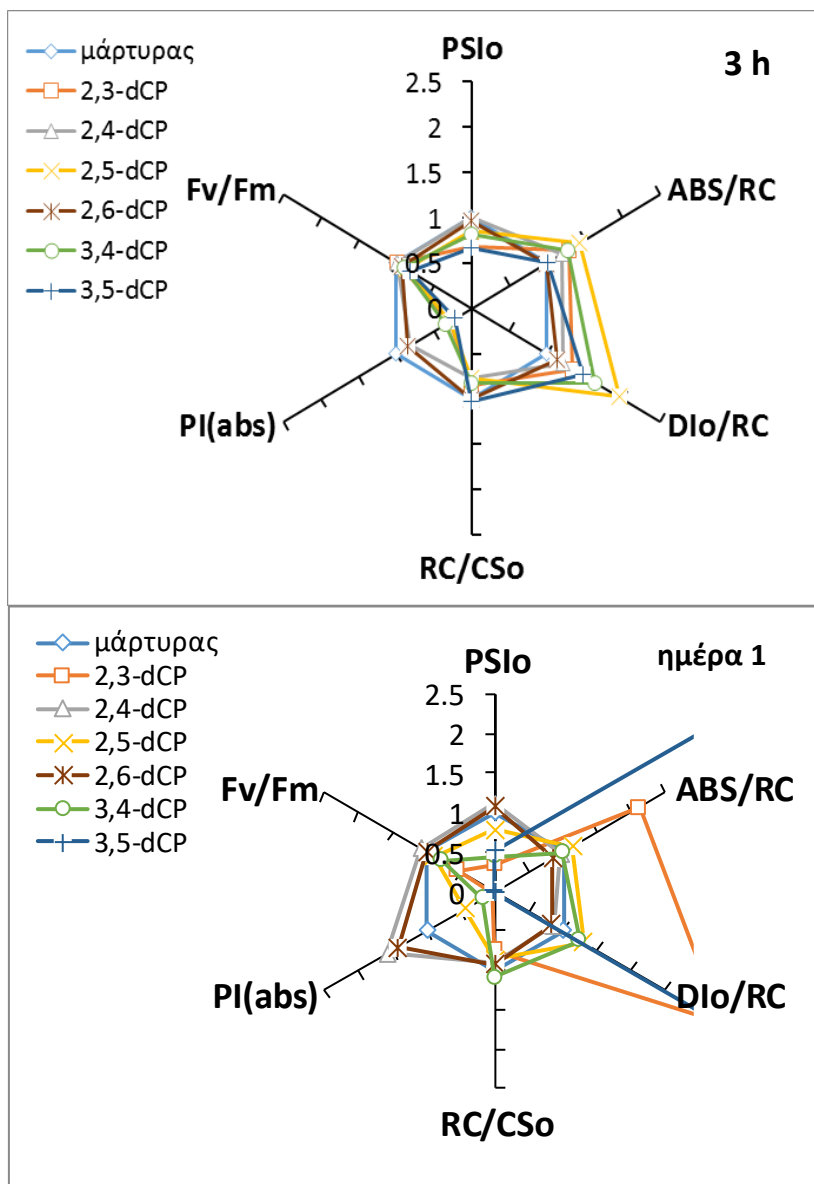 μάρτυρας
2,3-dCP
2,4-dCP
2,5-dCP
2,6-dCP
3,4-dCP
3,5-dCP
3 h
PSIo
ABS/RC
DIo/RC
RC/CSo
PI(abs)
Fv/Fm
2.5
2
1.5
1
0.5
0
μάρτυρας
2,3-dCP
2,4-dCP
2,5-dCP
2,6-dCP
3,4-dCP
3,5-dCP
ημέρα 1
PSIo
ABS/RC
DIo/RC
RC/CSo
PI(abs)
Fv/Fm
2.5
2
1.5
1
0.5
0